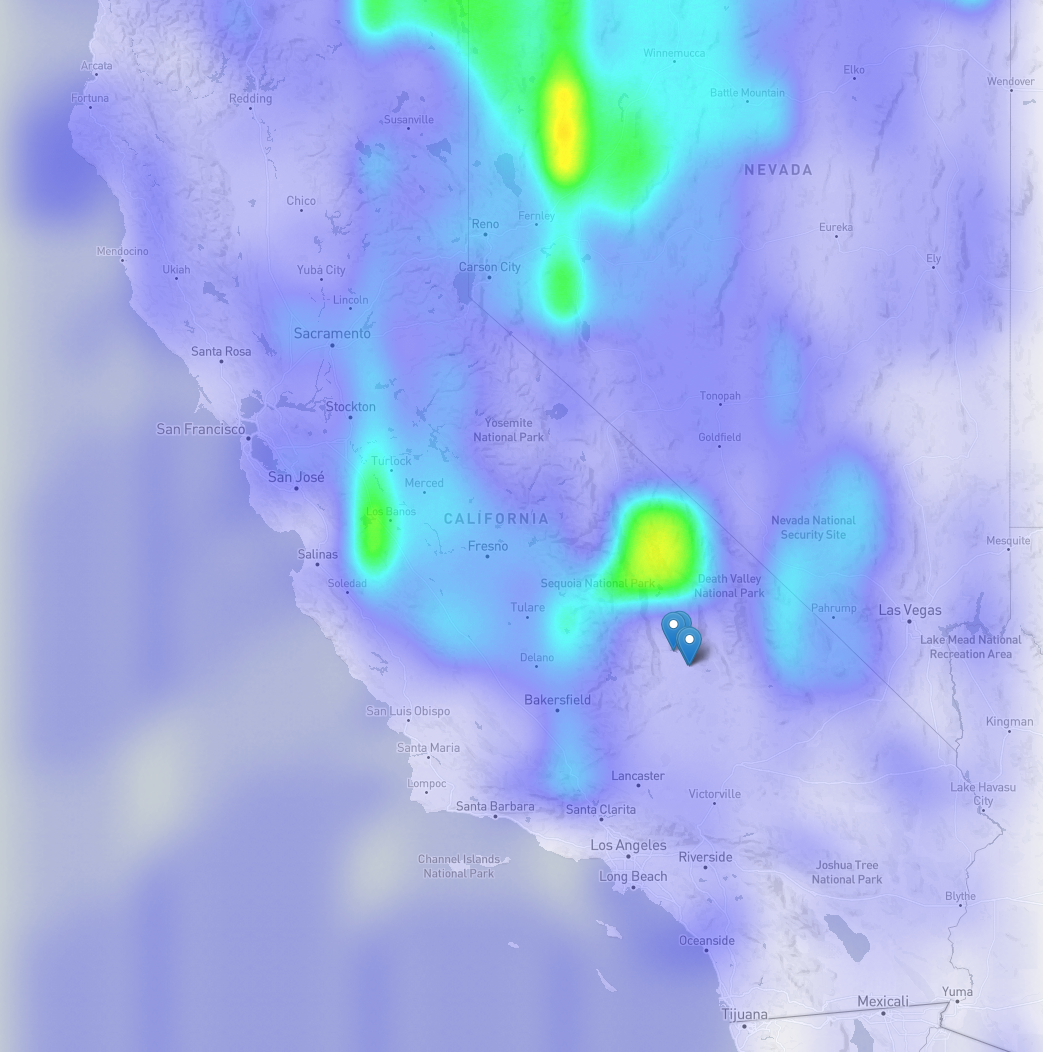 Winnemucca
Arcata
Elko
Wendover
Fortuna
Redding
Battle Mountain
Susanville
NEVADA
Chico
Fernley
Reno
Eureka
Mendocino
Ukiah
Yuba City
Carson City
Ely
Lincoln
Sacramento
Santa Rosa
Tonopah
Stockton
San Francisco
Yosemite
National Park
Goldfield
Turlock
San José
Merced
Los Banos
CALIFORNIA
Nevada National
Security Site
Fresno
Mesquite
Salinas
Soledad
Sequoia National Park
Death Valley
National Park
Tulare
Pahrump
Las Vegas
Lake Mead National
Recreation Area
Delano
Bakersfield
San Luis Obispo
Kingman
Santa Maria
Lompoc
Lancaster
Victorville
Lake Havasu
City
Santa Barbara
Santa Clarita
Los Angeles
Riverside
Channel Islands
National Park
Long Beach
Joshua Tree
National Park
Blythe
Oceanside
Yuma
Mexicali
Tijuana